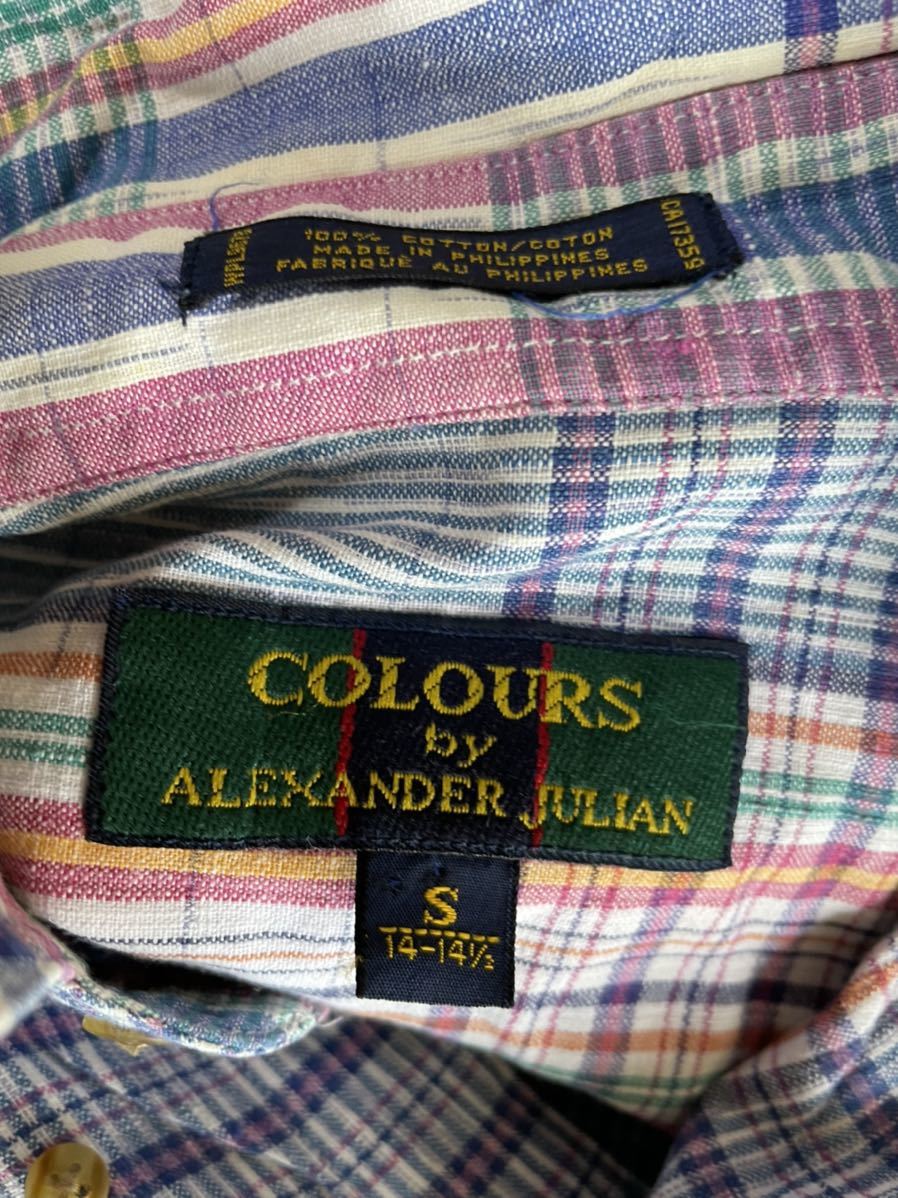 100% COTTON/COTON
MADE IN PHILIPPINES
FABRIQUÉ AU PHILIPPINES
CA17359
COLOURS
by
ALEXANDER JULIAN
S
14-14½